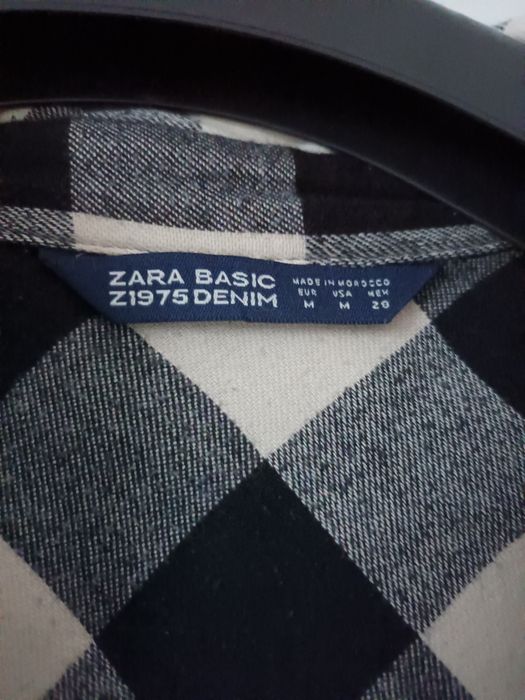 ZARA BASIC
Z1975 DENIM
MADE IN MOROCCO
EUR USA MEX
M M 28